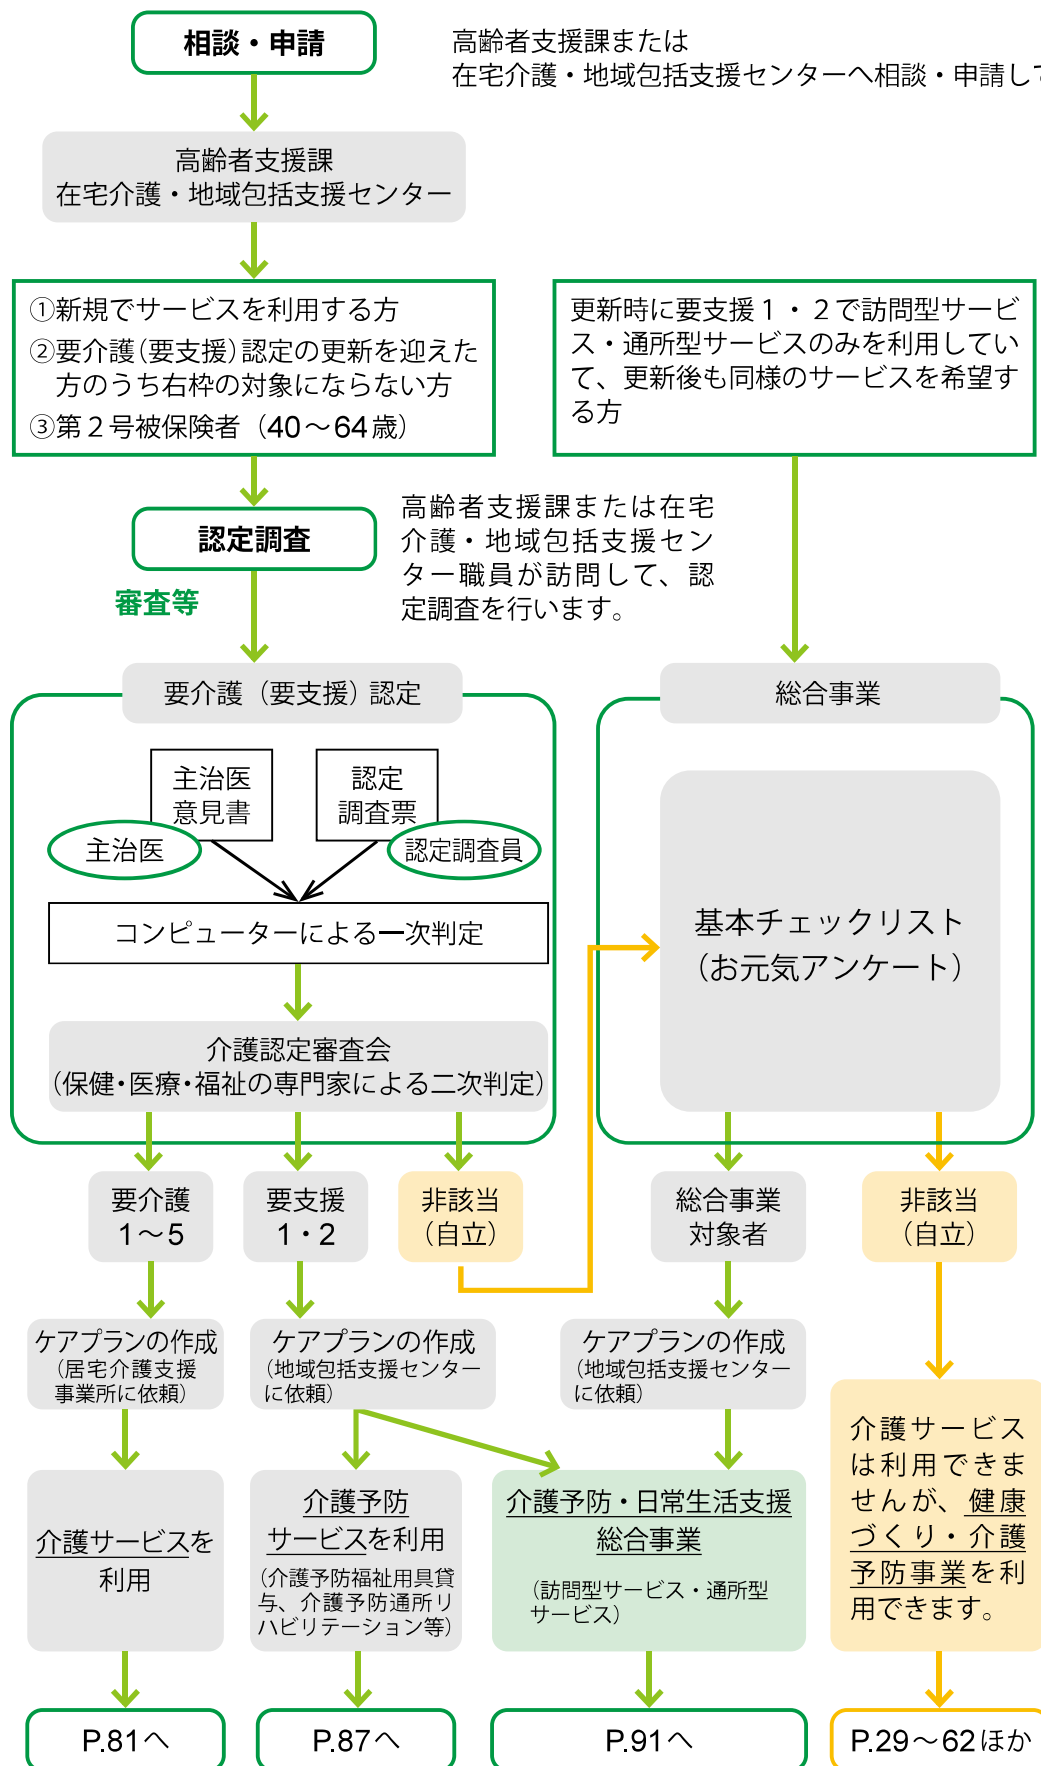 相談・申請
高齢者支援課または
在宅介護・地域包括支援センターへ相談・申請して
高齢者支援課
在宅介護・地域包括支援センター
①新規でサービスを利用する方
②要介護(要支援)認定の更新を迎えた
方のうち右枠の対象にならない方
③第２号被保険者（40～64歳）
更新時に要支援１・２で訪問型サービ
ス・通所型サービスのみを利用してい
て、更新後も同様のサービスを希望す
る方
認定調査
高齢者支援課または在宅
介護・地域包括支援セン
ター職員が訪問して、認
定調査を行います。
審査等
要介護（要支援）認定
主治医
意見書
主治医
認定
調査票
認定調査員
コンピューターによる一次判定
介護認定審査会
（保健・医療・福祉の専門家による二次判定）
総合事業
基本チェックリスト
（お元気アンケート）
要介護
1～5
要支援
1・2
非該当
（自立）
総合事業
対象者
非該当
（自立）
ケアプランの作成
（居宅介護支援
事業所に依頼）
ケアプランの作成
（地域包括支援センター
に依頼）
ケアプランの作成
（地域包括支援センター
に依頼）
介護サービスを
利用
介護予防
サービスを利用
（介護予防福祉用具貸
与、介護予防通所リ
ハビリテーション等）
介護予防・日常生活支援
総合事業
（訪問型サービス・通所型
サービス）
介護サービス
は利用できま
せんが、健康
づくり・介護
予防事業を利
用できます。
P.81へ
P.87へ
P.91へ
P.29～62ほか